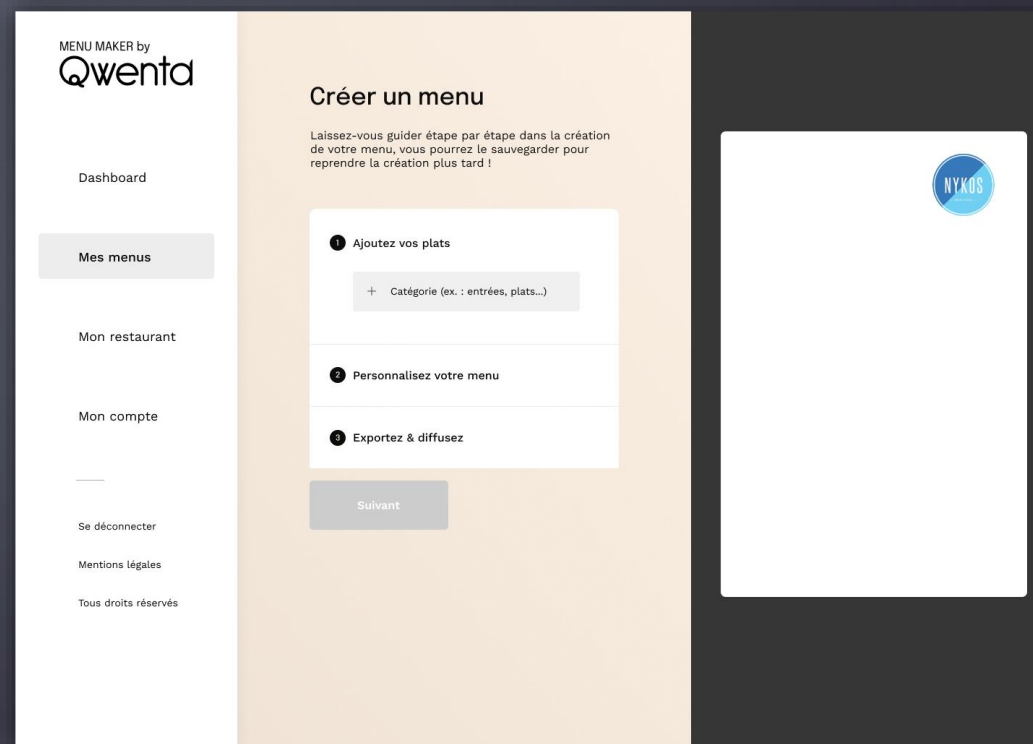 MENU MAKER by
Qwenta
Dashboard
Mes menus
Mon restaurant
Mon compte
Se déconnecter
Mentions légales
Tous droits réservés
Créer un menu
Laissez-vous guider étape par étape dans la création
de votre menu, vous pourrez le sauvegarder pour
reprendre la création plus tard !
1 Ajoutez vos plats
+ Catégorie (ex. : entrées, plats...)
2 Personnalisez votre menu
3 Exportez & diffusez
Suivant
NYKOS